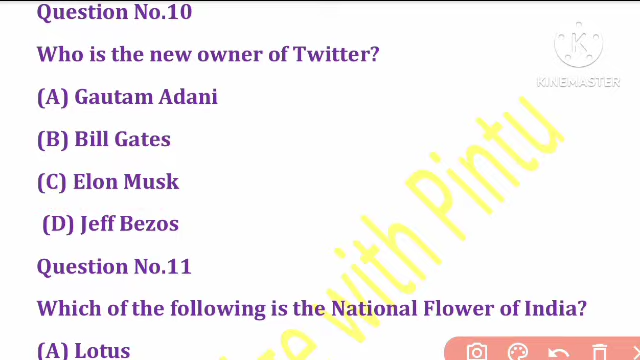 Question No.10
Who is the new owner of Twitter?
(A) Gautam Adani
(B) Bill Gates
(C) Elon Musk
(D) Jeff Bezos
Question No.11
Which of the following is the National Flower of India?
(A) Lotus
with Pintu
K
KINEMASTER